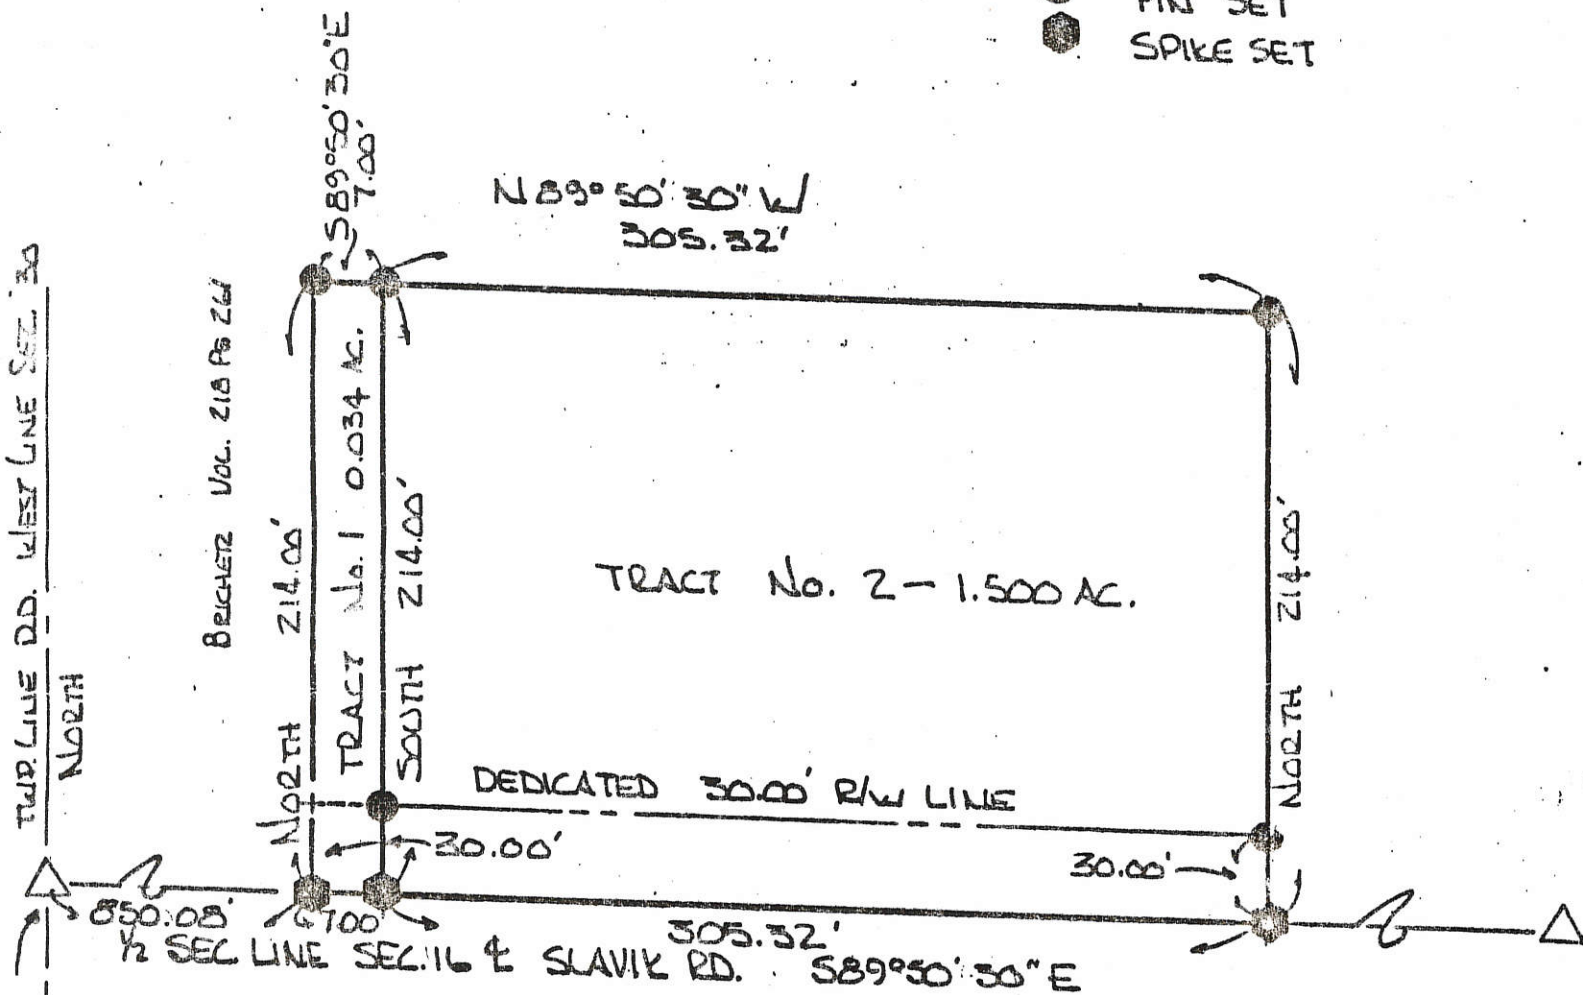 PIN SET
SPIKE SET
S89°50'30"E
7.00'
N89°50'30"W
305.32'
TWP. LINE RD. WEST LINE SEC. 30
NORTH
BEICHER VOL. 218 PG 261
NORTH 214.00'
TRACT No. 1 0.034 AC.
SOUTH 214.00'
TRACT No. 2 - 1.500 AC.
NORTH 214.00'
DEDICATED 30.00' R/W LINE
30.00'
30.00'
850.08'
7.00'
305.32'
1/2 SEC. LINE SEC. 16 ℄ SLAVIK RD. S89°50'30"E